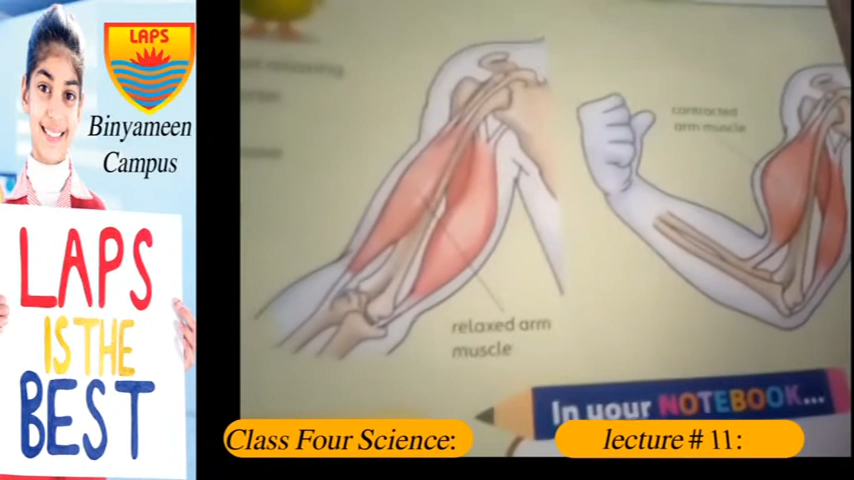 LAPS
Binyameen
Campus
LAPS
IS THE
BEST
contracted
arm muscle
relaxed arm
muscle
In your NOTEBOOK...
Class Four Science:
lecture # 11: